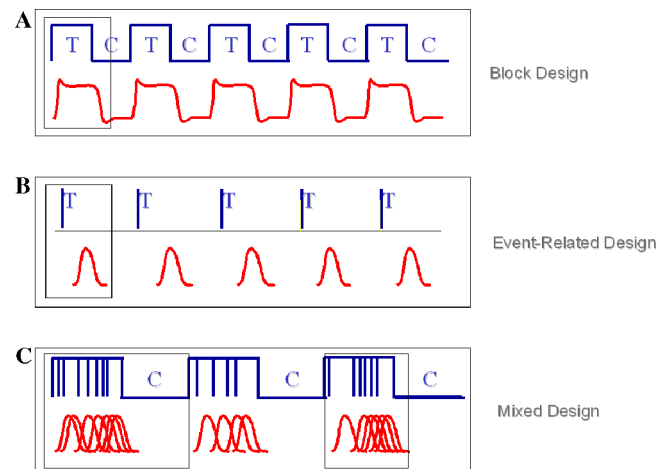 A
T C T C T C T C T C
Block Design
B
T T T T T
Event-Related Design
C
C C C
Mixed Design